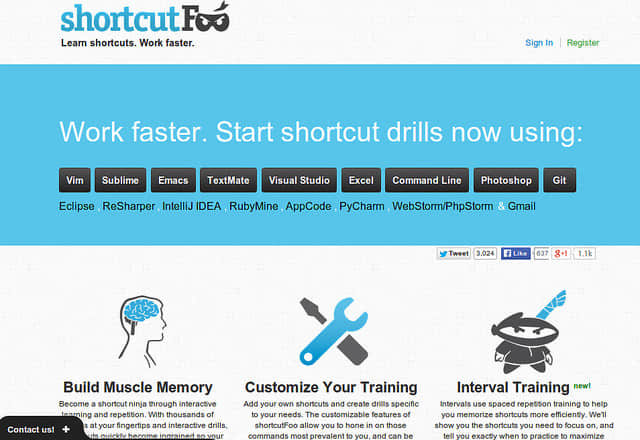 shortcutFoo
Learn shortcuts. Work faster.
Sign In | Register
Work faster. Start shortcut drills now using:
Vim Sublime Emacs TextMate Visual Studio Excel Command Line Photoshop Git
Eclipse , ReSharper , IntelliJ IDEA , RubyMine , AppCode , PyCharm , WebStorm/PhpStorm & Gmail
Tweet 3,024 Like 637 +1 1.1k
Build Muscle Memory
Become a shortcut ninja through interactive
learning and repetition. With thousands of
at your fingertips and interactive drills,
quickly become ingrained so your
Customize Your Training
Add your own shortcuts and create drills specific
to your needs. The customizable features of
shortcutFoo allow you to hone in on those
commands most prevalent to you, and can be
Interval Training new!
Intervals use spaced repetition training to help
you memorize shortcuts more efficiently. We'll
show you the shortcuts you need to focus on, and
tell you exactly when to practice to maximize
Contact us! +